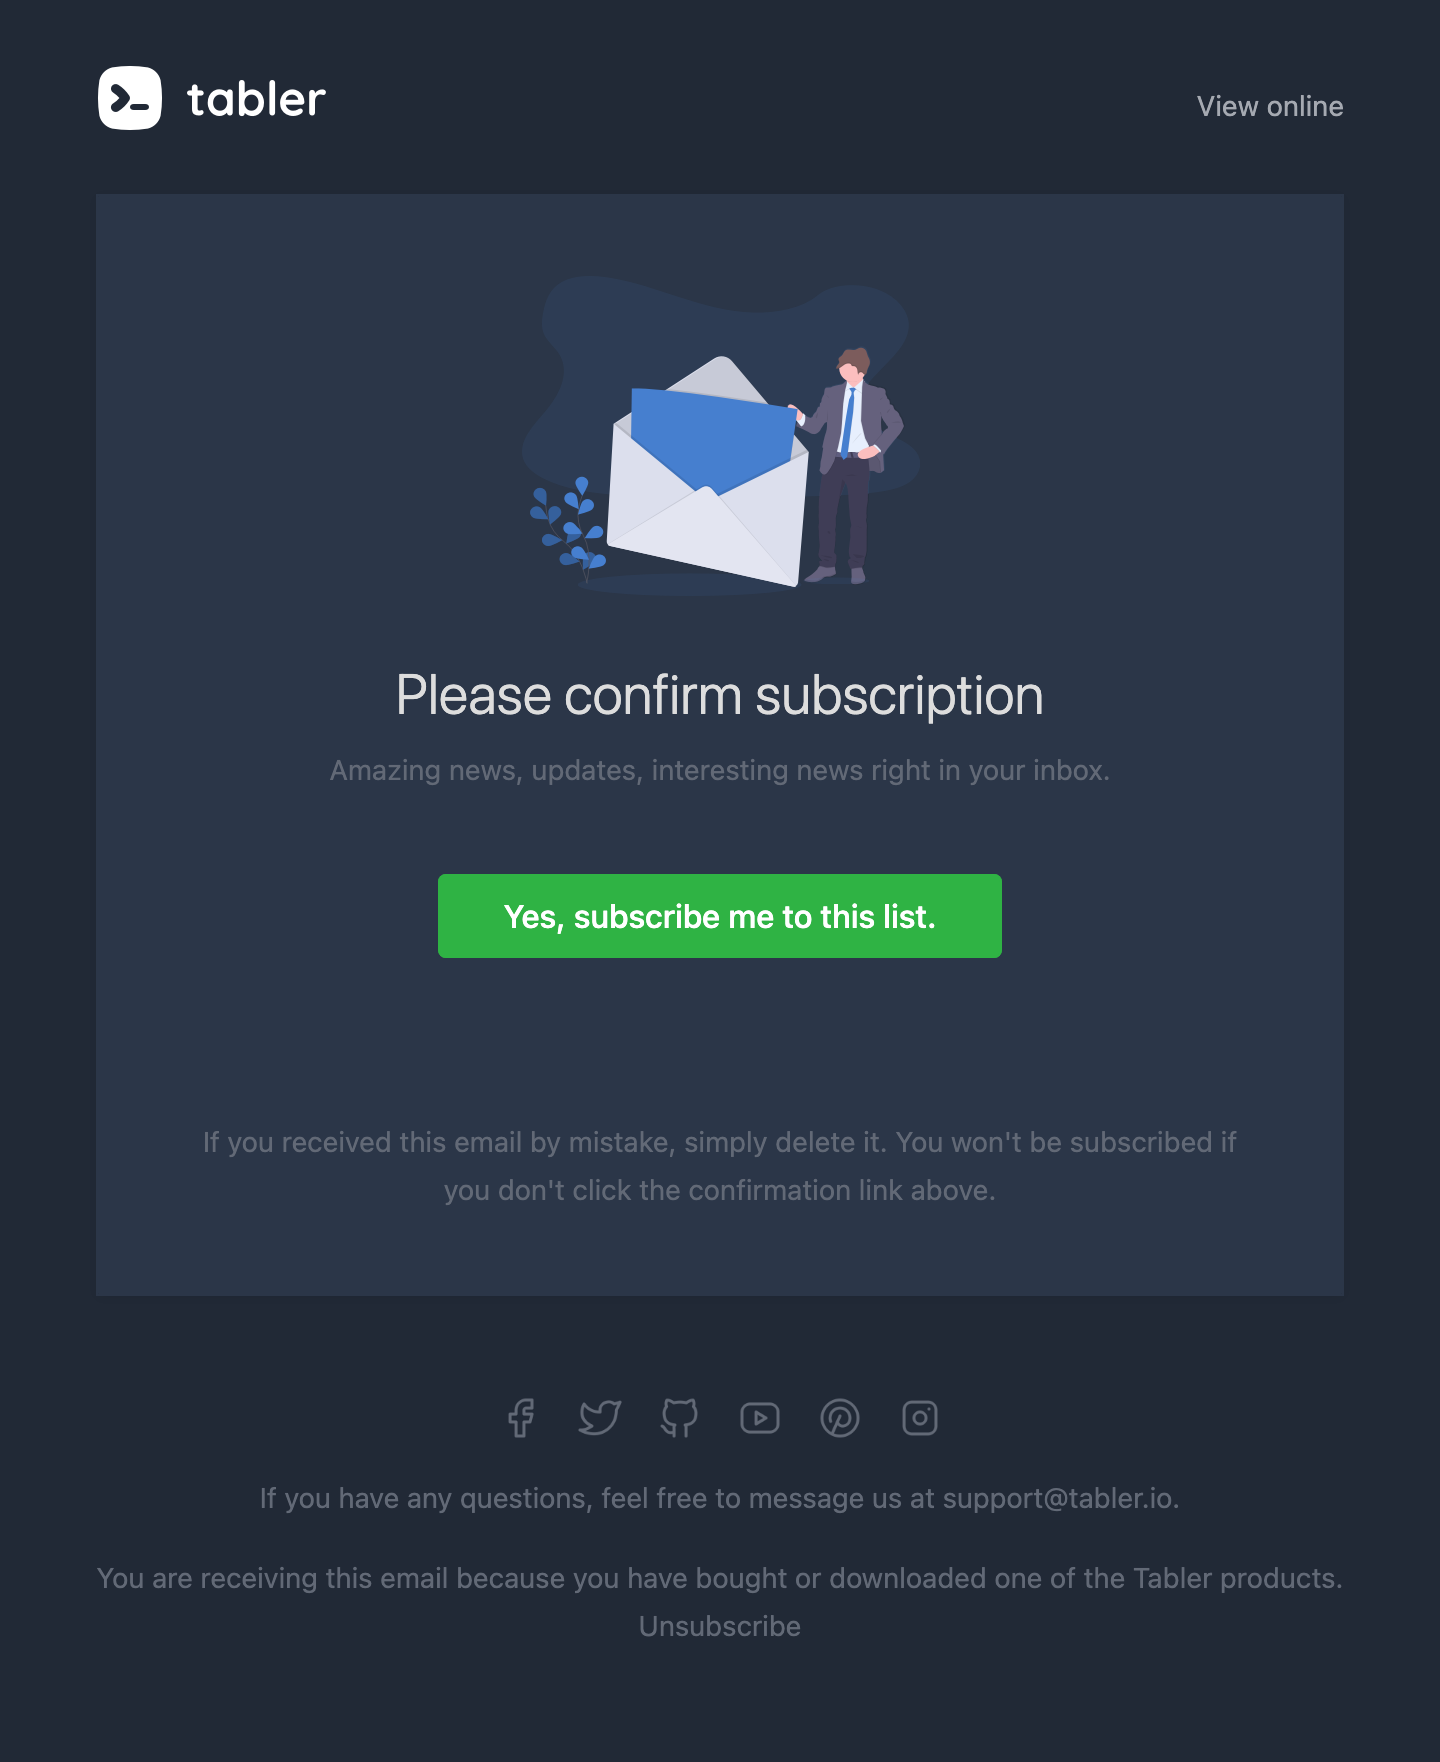 tabler
View online
Please confirm subscription
Amazing news, updates, interesting news right in your inbox.
Yes, subscribe me to this list.
If you received this email by mistake, simply delete it. You won't be subscribed if
you don't click the confirmation link above.
If you have any questions, feel free to message us at support@tabler.io.
You are receiving this email because you have bought or downloaded one of the Tabler products.
Unsubscribe